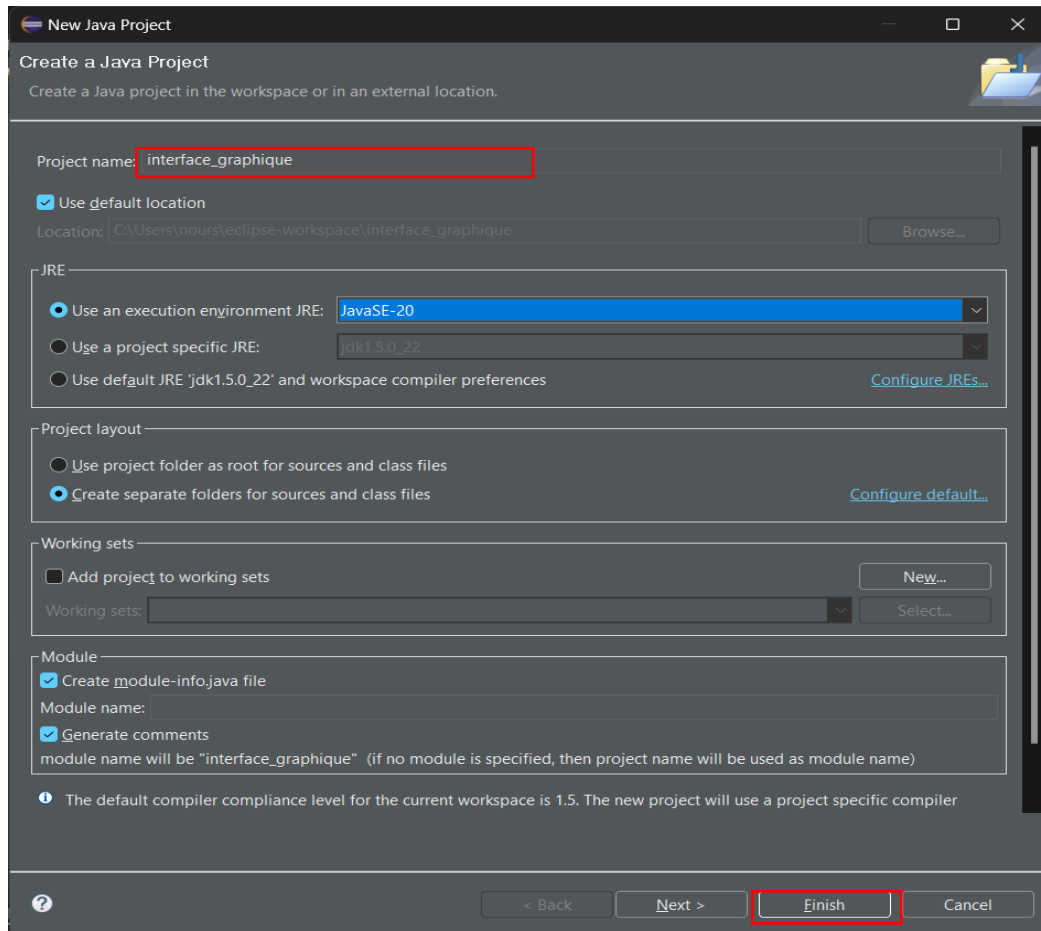 New Java Project
Create a Java Project
Create a Java project in the workspace or in an external location.
Project name: interface_graphique
Use default location
Location: C:\Users\nours\eclipse-workspace\interface_graphique Browse...
JRE
Use an execution environment JRE: JavaSE-20
Use a project specific JRE: jdk1.5.0_22
Use default JRE 'jdk1.5.0_22' and workspace compiler preferences Configure JREs...
Project layout
Use project folder as root for sources and class files
Create separate folders for sources and class files Configure default...
Working sets
Add project to working sets New...
Working sets: Select...
Module
Create module-info.java file
Module name:
Generate comments
module name will be "interface_graphique" (if no module is specified, then project name will be used as module name)
The default compiler compliance level for the current workspace is 1.5. The new project will use a project specific compiler
? < Back Next > Finish Cancel